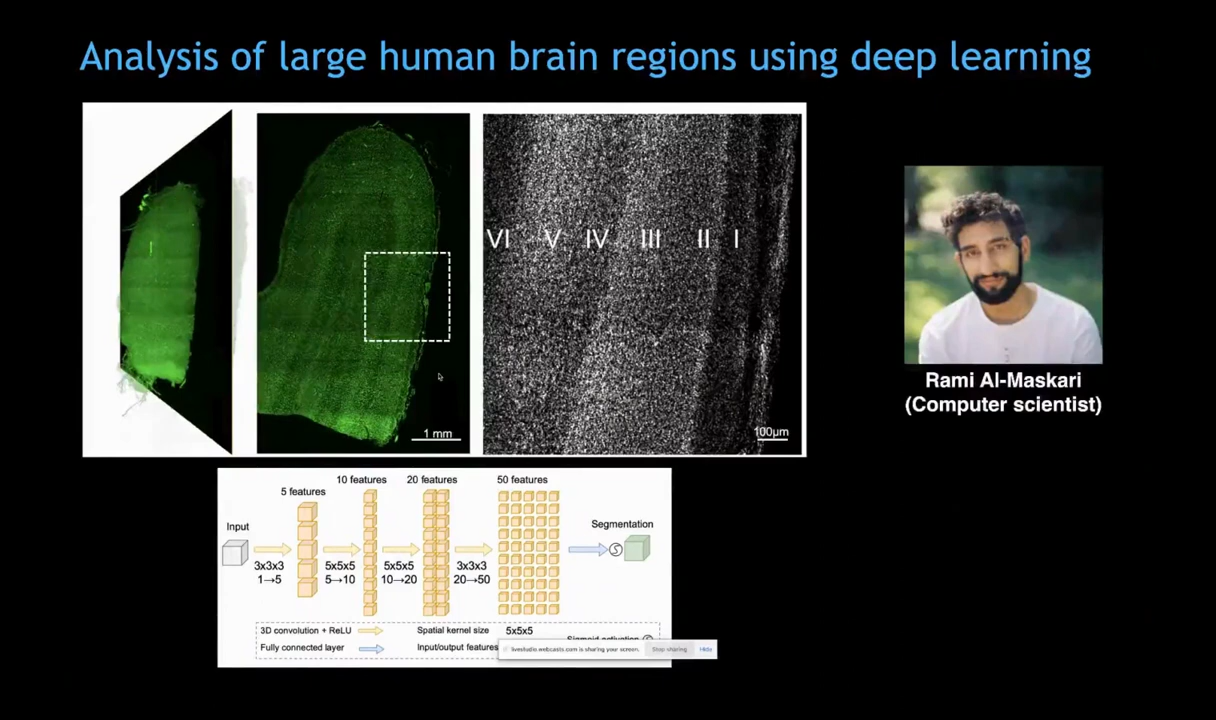 Analysis of large human brain regions using deep learning
VI V IV III II I
1 mm
100µm
Rami Al-Maskari
(Computer scientist)
5 features
10 features
20 features
50 features
Input
Segmentation
3x3x3
1→5
5x5x5
5→10
5x5x5
10→20
3x3x3
20→50
3D convolution + ReLU
Spatial kernel size
5x5x5
Sigmoid activation
Fully connected layer
Input/output features
livestudio.webcasts.com is sharing your screen.
Stop sharing
Hide